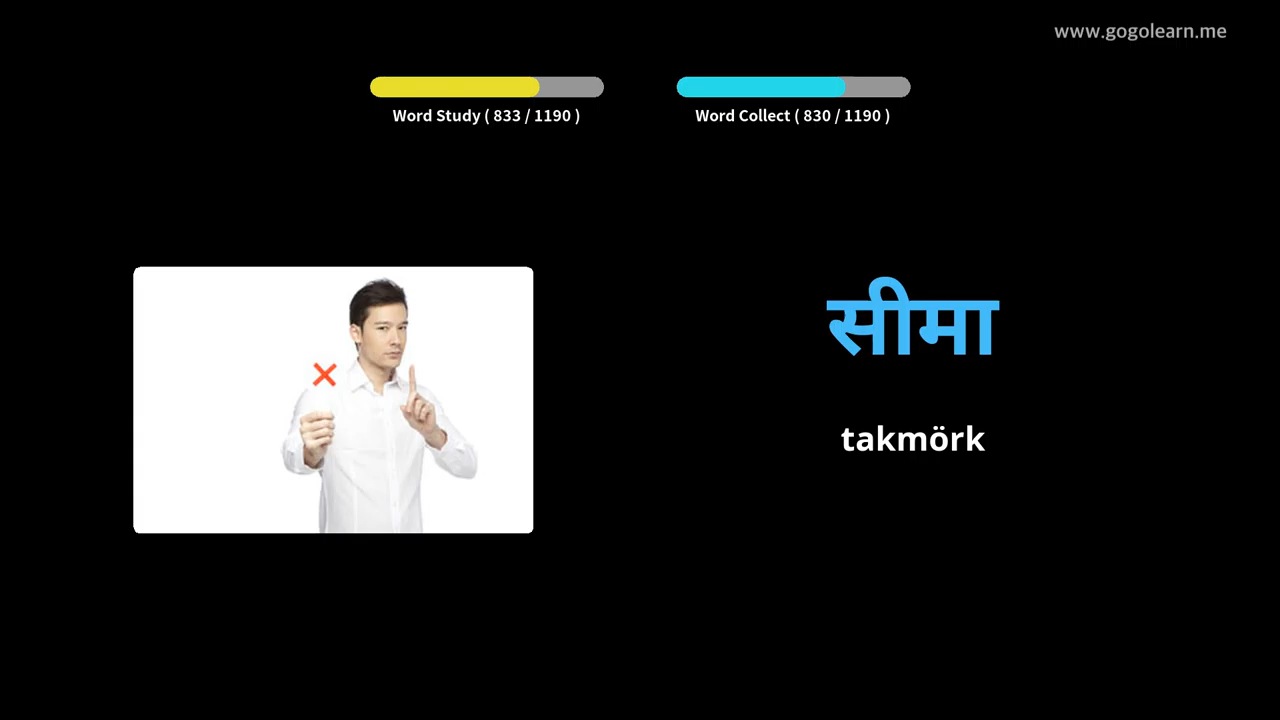 www.gogolearn.me
Word Study ( 833 / 1190 )
Word Collect ( 830 / 1190 )
सीमा
takmörk